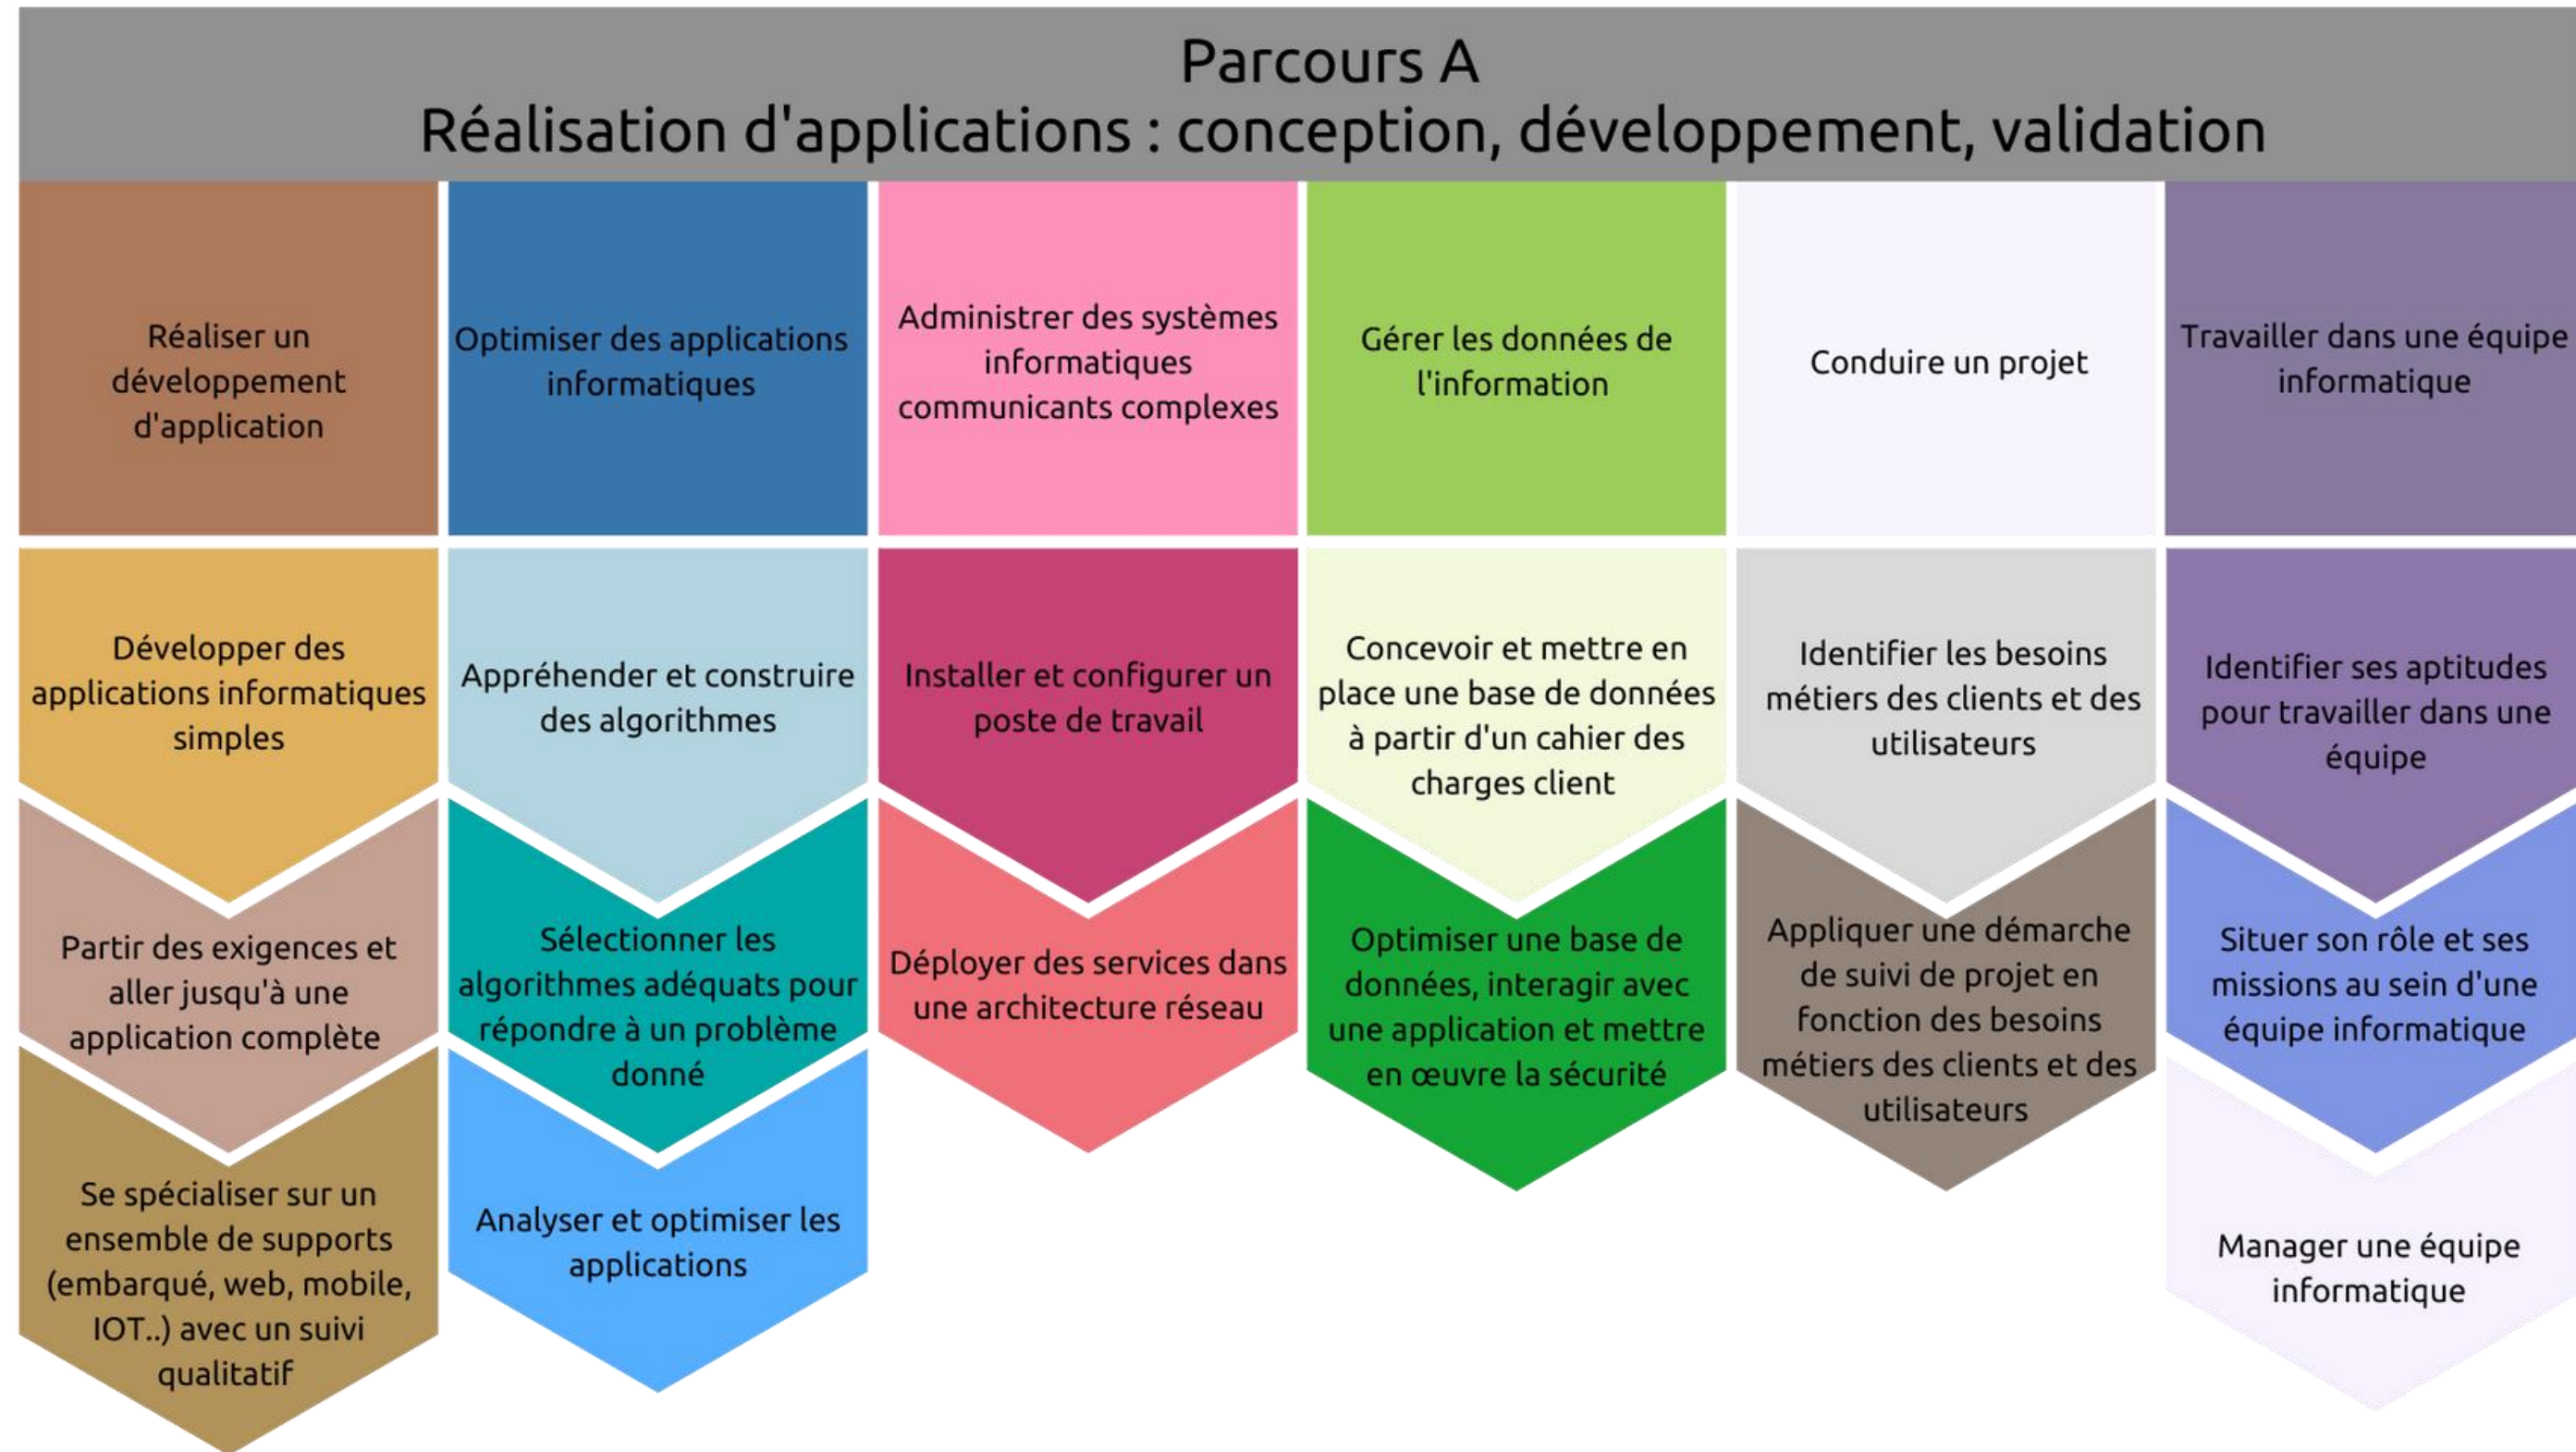 Parcours A
Réalisation d'applications : conception, développement, validation
Réaliser un
développement
d'application
Optimiser des applications
informatiques
Administrer des systèmes
informatiques
communicants complexes
Gérer les données de
l'information
Conduire un projet
Travailler dans une équipe
informatique
Développer des
applications informatiques
simples
Appréhender et construire
des algorithmes
Installer et configurer un
poste de travail
Concevoir et mettre en
place une base de données
à partir d'un cahier des
charges client
Identifier les besoins
métiers des clients et des
utilisateurs
Identifier ses aptitudes
pour travailler dans une
équipe
Partir des exigences et
aller jusqu'à une
application complète
Sélectionner les
algorithmes adéquats pour
répondre à un problème
donné
Déployer des services dans
une architecture réseau
Optimiser une base de
données, interagir avec
une application et mettre
en œuvre la sécurité
Appliquer une démarche
de suivi de projet en
fonction des besoins
métiers des clients et des
utilisateurs
Situer son rôle et ses
missions au sein d'une
équipe informatique
Se spécialiser sur un
ensemble de supports
(embarqué, web, mobile,
IOT..) avec un suivi
qualitatif
Analyser et optimiser les
applications
Manager une équipe
informatique